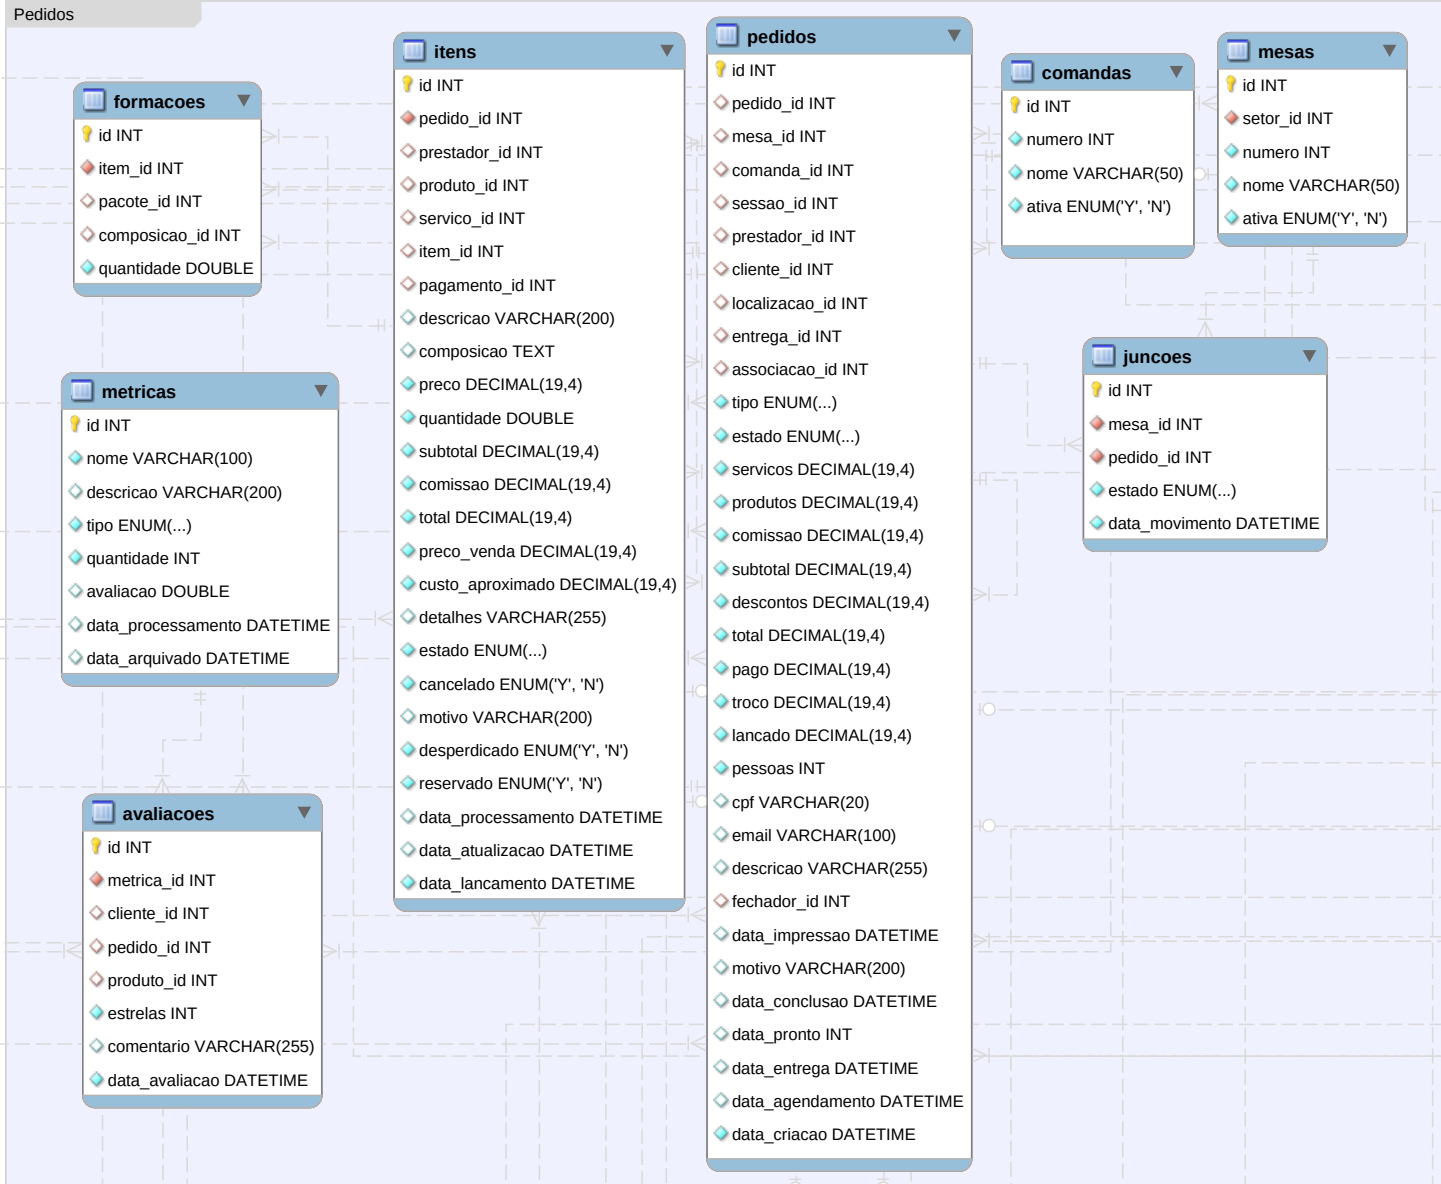 Pedidos
formacoes
id INT
item_id INT
pacote_id INT
composicao_id INT
quantidade DOUBLE
metricas
id INT
nome VARCHAR(100)
descricao VARCHAR(200)
tipo ENUM(...)
quantidade INT
avaliacao DOUBLE
data_processamento DATETIME
data_arquivado DATETIME
avaliacoes
id INT
metrica_id INT
cliente_id INT
pedido_id INT
produto_id INT
estrelas INT
comentario VARCHAR(255)
data_avaliacao DATETIME
itens
id INT
pedido_id INT
prestador_id INT
produto_id INT
servico_id INT
item_id INT
pagamento_id INT
descricao VARCHAR(200)
composicao TEXT
preco DECIMAL(19,4)
quantidade DOUBLE
subtotal DECIMAL(19,4)
comissao DECIMAL(19,4)
total DECIMAL(19,4)
preco_venda DECIMAL(19,4)
custo_aproximado DECIMAL(19,4)
detalhes VARCHAR(255)
estado ENUM(...)
cancelado ENUM('Y', 'N')
motivo VARCHAR(200)
desperdicado ENUM('Y', 'N')
reservado ENUM('Y', 'N')
data_processamento DATETIME
data_atualizacao DATETIME
data_lancamento DATETIME
pedidos
id INT
pedido_id INT
mesa_id INT
comanda_id INT
sessao_id INT
prestador_id INT
cliente_id INT
localizacao_id INT
entrega_id INT
associacao_id INT
tipo ENUM(...)
estado ENUM(...)
servicos DECIMAL(19,4)
produtos DECIMAL(19,4)
comissao DECIMAL(19,4)
subtotal DECIMAL(19,4)
descontos DECIMAL(19,4)
total DECIMAL(19,4)
pago DECIMAL(19,4)
troco DECIMAL(19,4)
lancado DECIMAL(19,4)
pessoas INT
cpf VARCHAR(20)
email VARCHAR(100)
descricao VARCHAR(255)
fechador_id INT
data_impressao DATETIME
motivo VARCHAR(200)
data_conclusao DATETIME
data_pronto INT
data_entrega DATETIME
data_agendamento DATETIME
data_criacao DATETIME
comandas
id INT
numero INT
nome VARCHAR(50)
ativa ENUM('Y', 'N')
mesas
id INT
setor_id INT
numero INT
nome VARCHAR(50)
ativa ENUM('Y', 'N')
juncoes
id INT
mesa_id INT
pedido_id INT
estado ENUM(...)
data_movimento DATETIME